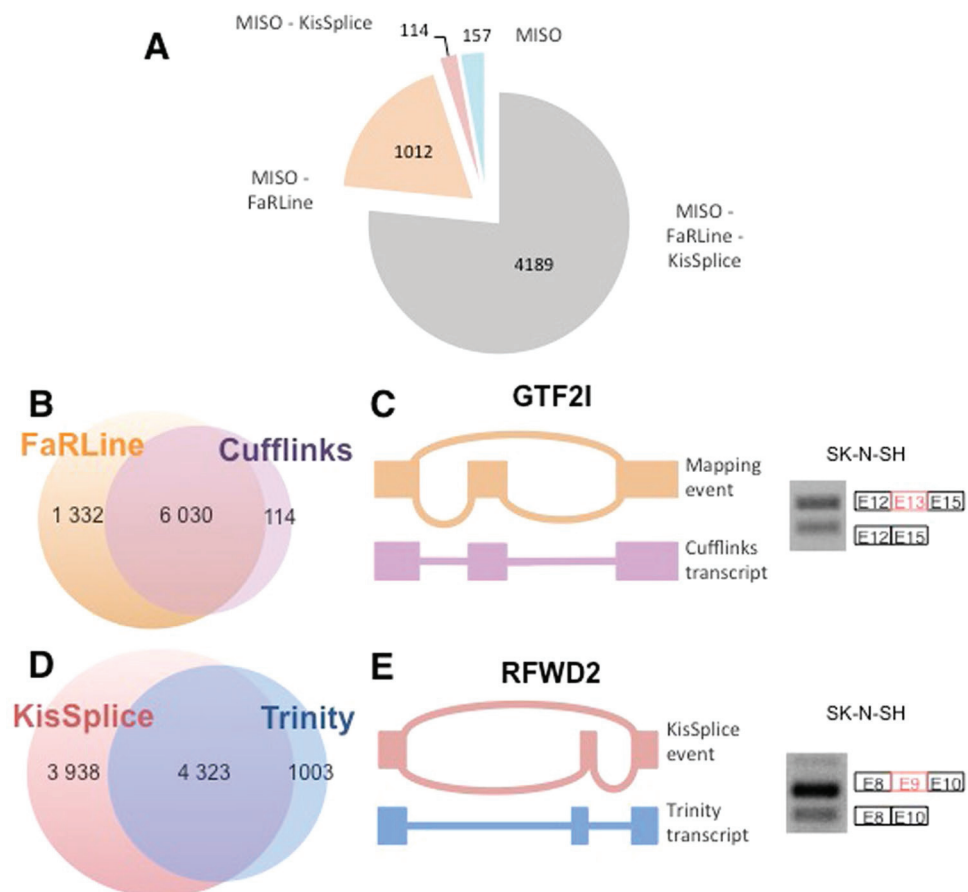 A
MISO - KisSplice
114
157
MISO
1012
MISO -
FaRLine
MISO -
FaRLine -
KisSplice
4189
B
FaRLine
Cufflinks
1 332
6 030
114
C
GTF2I
Mapping
event
Cufflinks
transcript
SK-N-SH
E12 E13 E15
E12 E15
D
KisSplice
Trinity
3 938
4 323
1003
E
RFWD2
KisSplice
event
Trinity
transcript
SK-N-SH
E8 E9 E10
E8 E10